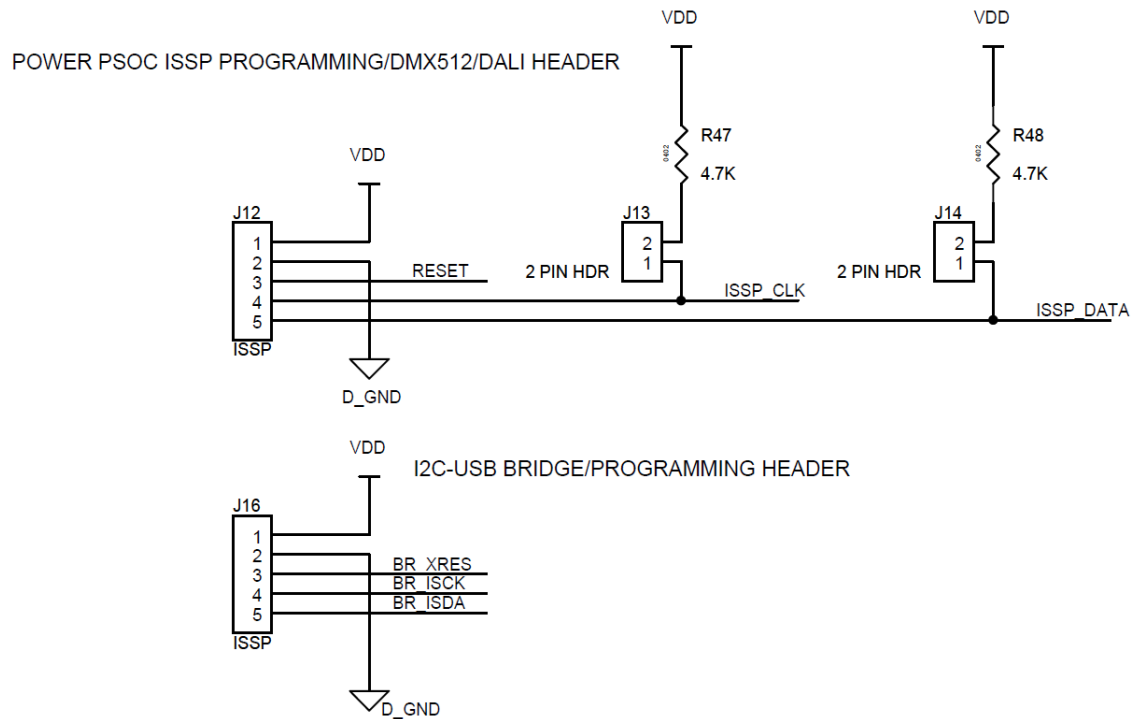 VDD
VDD
POWER PSOC ISSP PROGRAMMING/DMX512/DALI HEADER
R47
0402
4.7K
R48
0402
4.7K
VDD
J12
1
2
3
4
5
ISSP
RESET
J13
2
1
2 PIN HDR
ISSP_CLK
J14
2
1
2 PIN HDR
ISSP_DATA
D_GND
VDD
I2C-USB BRIDGE/PROGRAMMING HEADER
J16
1
2
3
4
5
ISSP
BR_XRES
BR_ISCK
BR_ISDA
D_GND